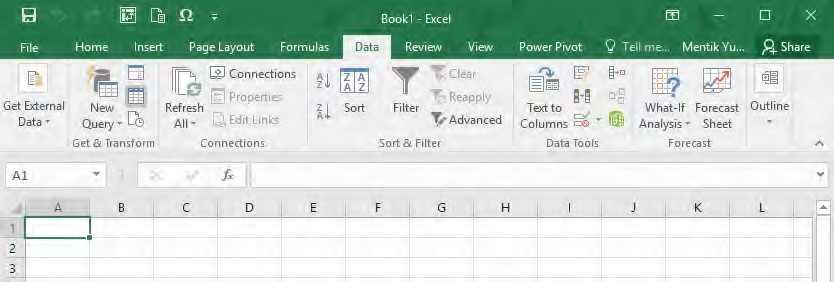 Book1 - Excel
File Home Insert Page Layout Formulas Data Review View Power Pivot Tell me... Mentik Yu... Share
Get External Data
New Query
Get & Transform
Refresh All
Connections
Properties
Edit Links
Connections
A Z
Z A
Z A A Z
Sort
Filter
Clear
Reapply
Advanced
Sort & Filter
Text to Columns
Data Tools
What-If Analysis
Forecast Sheet
Forecast
Outline
A1 fx
A B C D E F G H I J K L
1
2
3